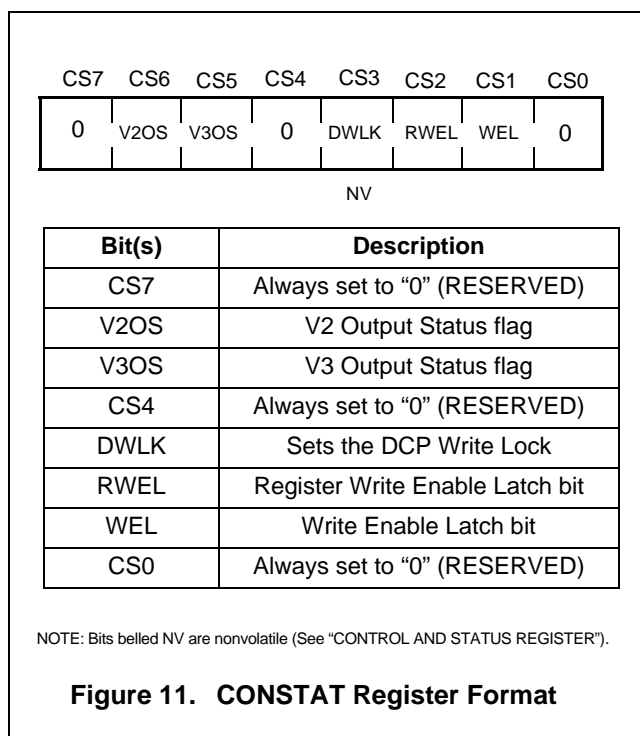 CS7 CS6 CS5 CS4 CS3 CS2 CS1 CS0
0 V2OS V3OS 0 DWLK RWEL WEL 0
NV
Bit(s) Description
CS7 Always set to “0” (RESERVED)
V2OS V2 Output Status flag
V3OS V3 Output Status flag
CS4 Always set to “0” (RESERVED)
DWLK Sets the DCP Write Lock
RWEL Register Write Enable Latch bit
WEL Write Enable Latch bit
CS0 Always set to “0” (RESERVED)
NOTE: Bits belled NV are nonvolatile (See “CONTROL AND STATUS REGISTER”).
Figure 11. CONSTAT Register Format